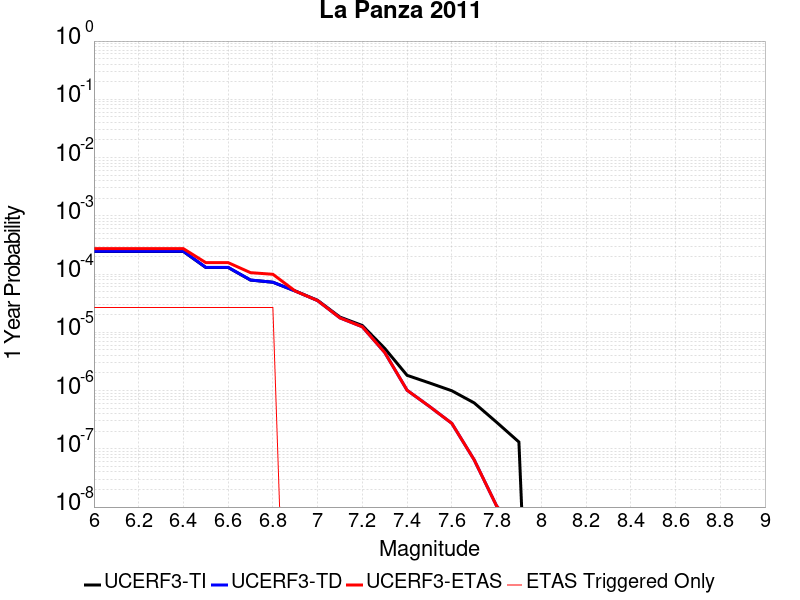 La Panza 2011
10^0
10^-1
10^-2
10^-3
10^-4
10^-5
10^-6
10^-7
10^-8
1 Year Probability
6 6.2 6.4 6.6 6.8 7 7.2 7.4 7.6 7.8 8 8.2 8.4 8.6 8.8 9
Magnitude
UCERF3-TI UCERF3-TD UCERF3-ETAS ETAS Triggered Only